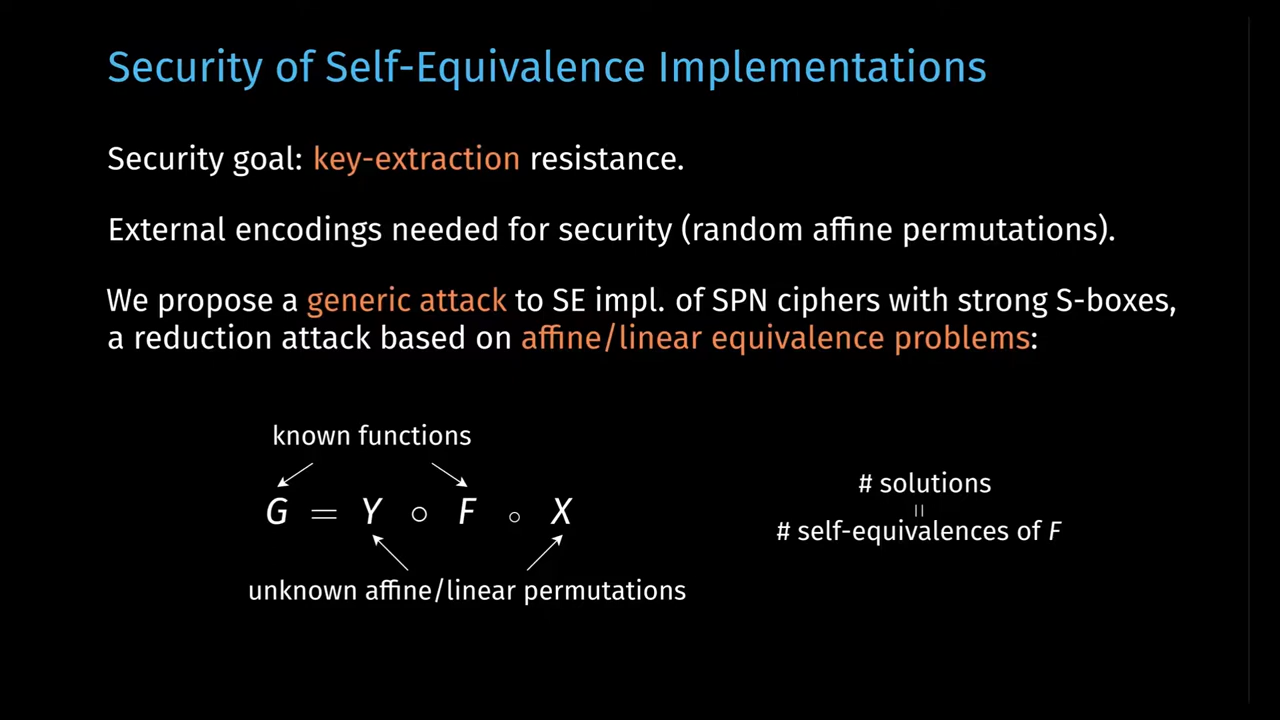 Security of Self-Equivalence Implementations
Security goal: key-extraction resistance.
External encodings needed for security (random affine permutations).
We propose a generic attack to SE impl. of SPN ciphers with strong S-boxes,
a reduction attack based on affine/linear equivalence problems:
known functions
G = Y ∘ F ∘ X
unknown affine/linear permutations
# solutions
=
# self-equivalences of F